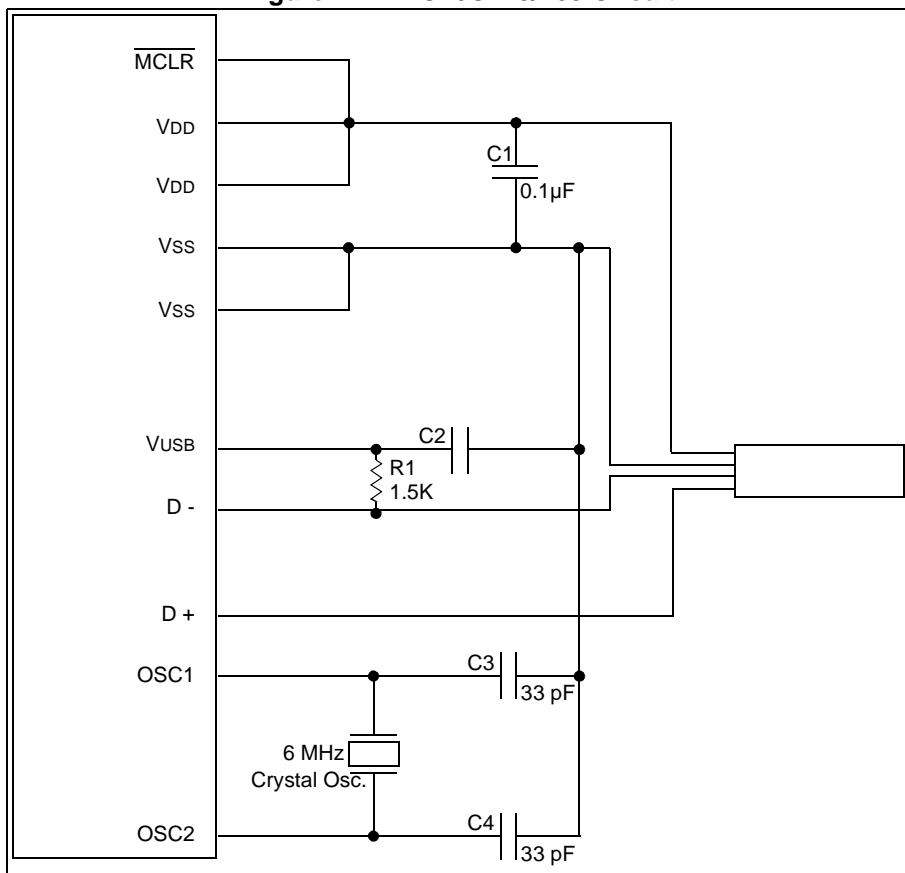 MCLR
VDD
C1
VDD
0.1µF
VSS
VSS
VUSB
C2
R1
1.5K
D -
D +
OSC1
C3
33 pF
6 MHz
Crystal Osc.
OSC2
C4
33 pF